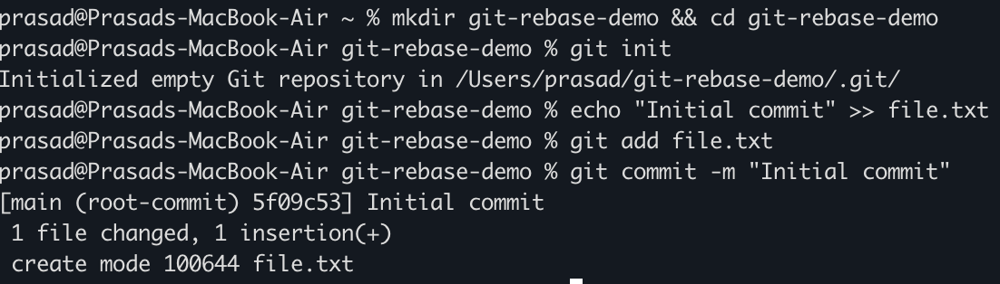 prasad@Prasads-MacBook-Air ~ % mkdir git-rebase-demo && cd git-rebase-demo
prasad@Prasads-MacBook-Air git-rebase-demo % git init
Initialized empty Git repository in /Users/prasad/git-rebase-demo/.git/
prasad@Prasads-MacBook-Air git-rebase-demo % echo "Initial commit" >> file.txt
prasad@Prasads-MacBook-Air git-rebase-demo % git add file.txt
prasad@Prasads-MacBook-Air git-rebase-demo % git commit -m "Initial commit"
[main (root-commit) 5f09c53] Initial commit
 1 file changed, 1 insertion(+)
 create mode 100644 file.txt